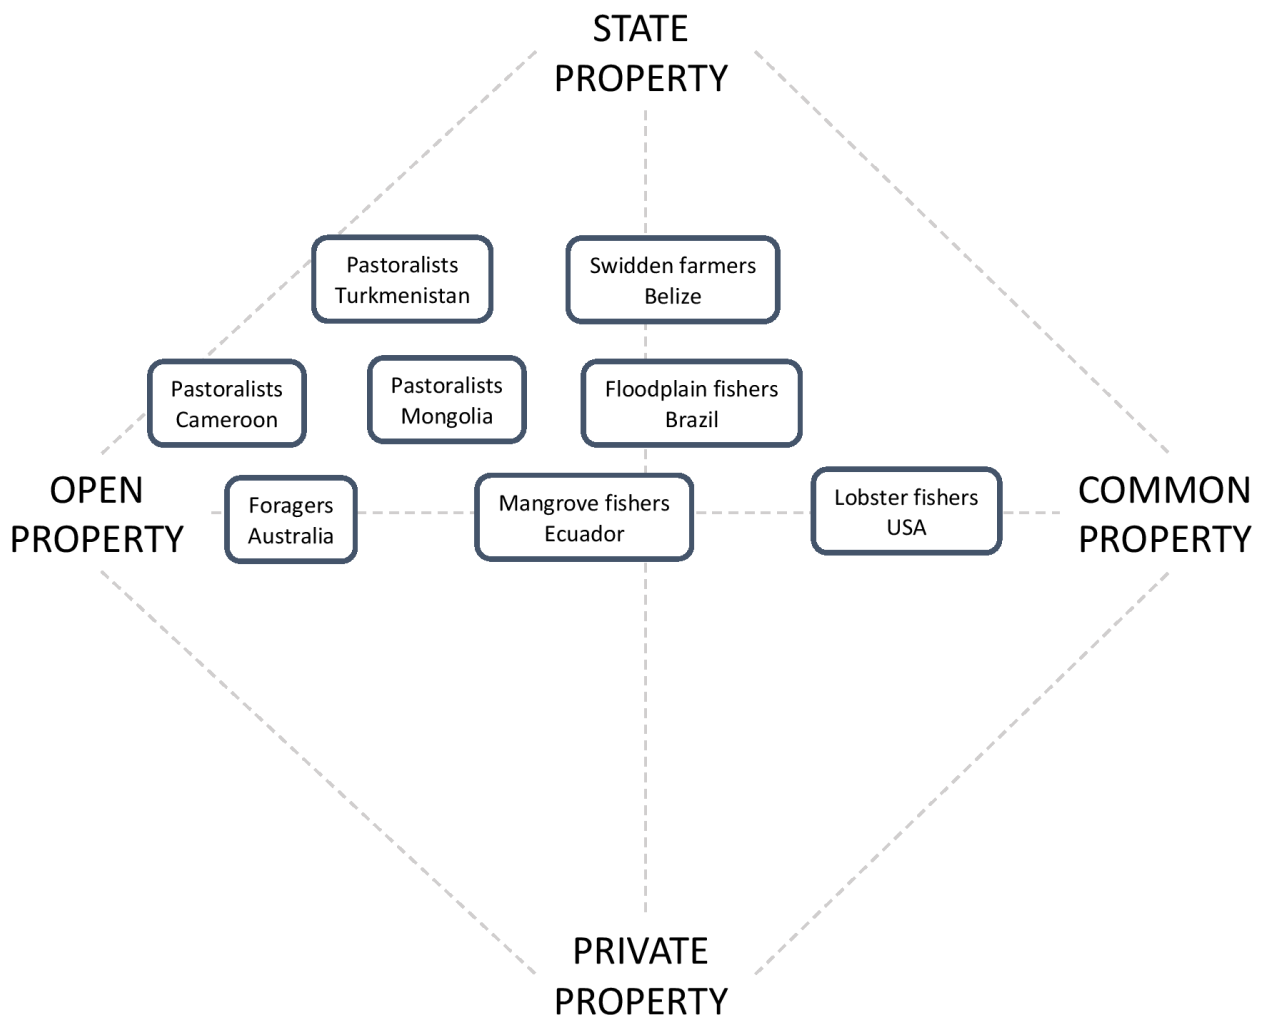 STATE
PROPERTY
Pastoralists
Turkmenistan
Swidden farmers
Belize
Pastoralists
Cameroon
Pastoralists
Mongolia
Floodplain fishers
Brazil
OPEN
PROPERTY
Foragers
Australia
Mangrove fishers
Ecuador
Lobster fishers
USA
COMMON
PROPERTY
PRIVATE
PROPERTY